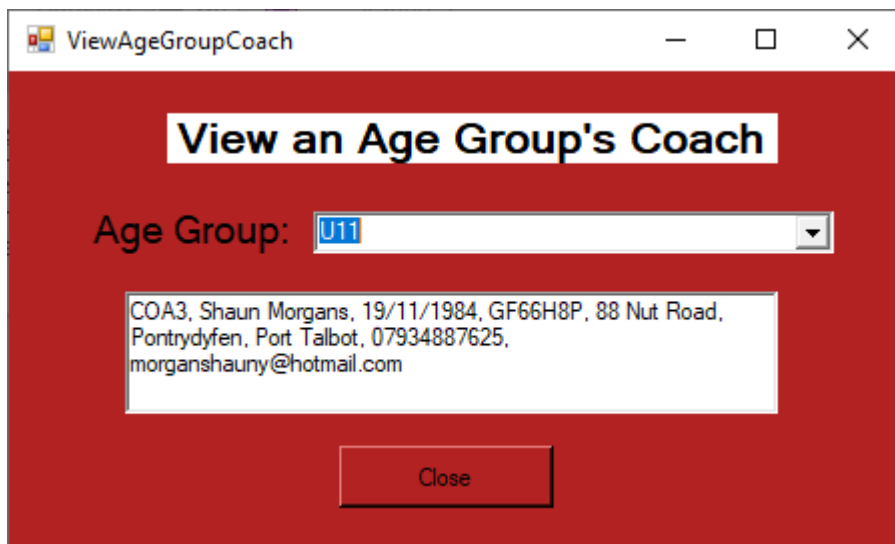 ViewAgeGroupCoach
View an Age Group's Coach
Age Group: U11
COA3, Shaun Morgans, 19/11/1984, GF66H8P, 88 Nut Road,
Pontrydyfen, Port Talbot, 07934887625,
morganshauny@hotmail.com
Close